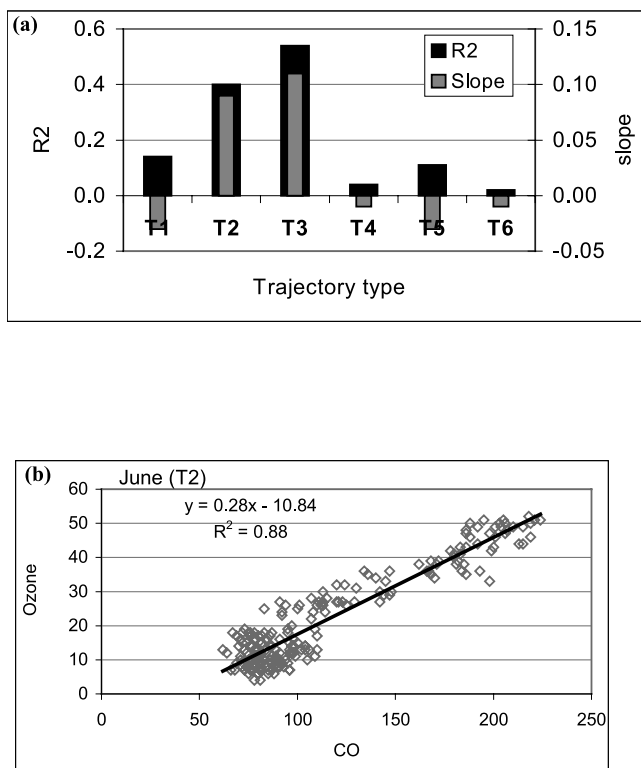 (a)
0.6
0.15
R2
Slope
0.4
0.10
R2
0.2
0.05
slope
0.0
0.00
T1 T2 T3 T4 T5 T6
-0.2
-0.05
Trajectory type
(b)
June (T2)
60
y = 0.28x - 10.84
50
R² = 0.88
40
Ozone
30
20
10
0
0 50 100 150 200 250
CO